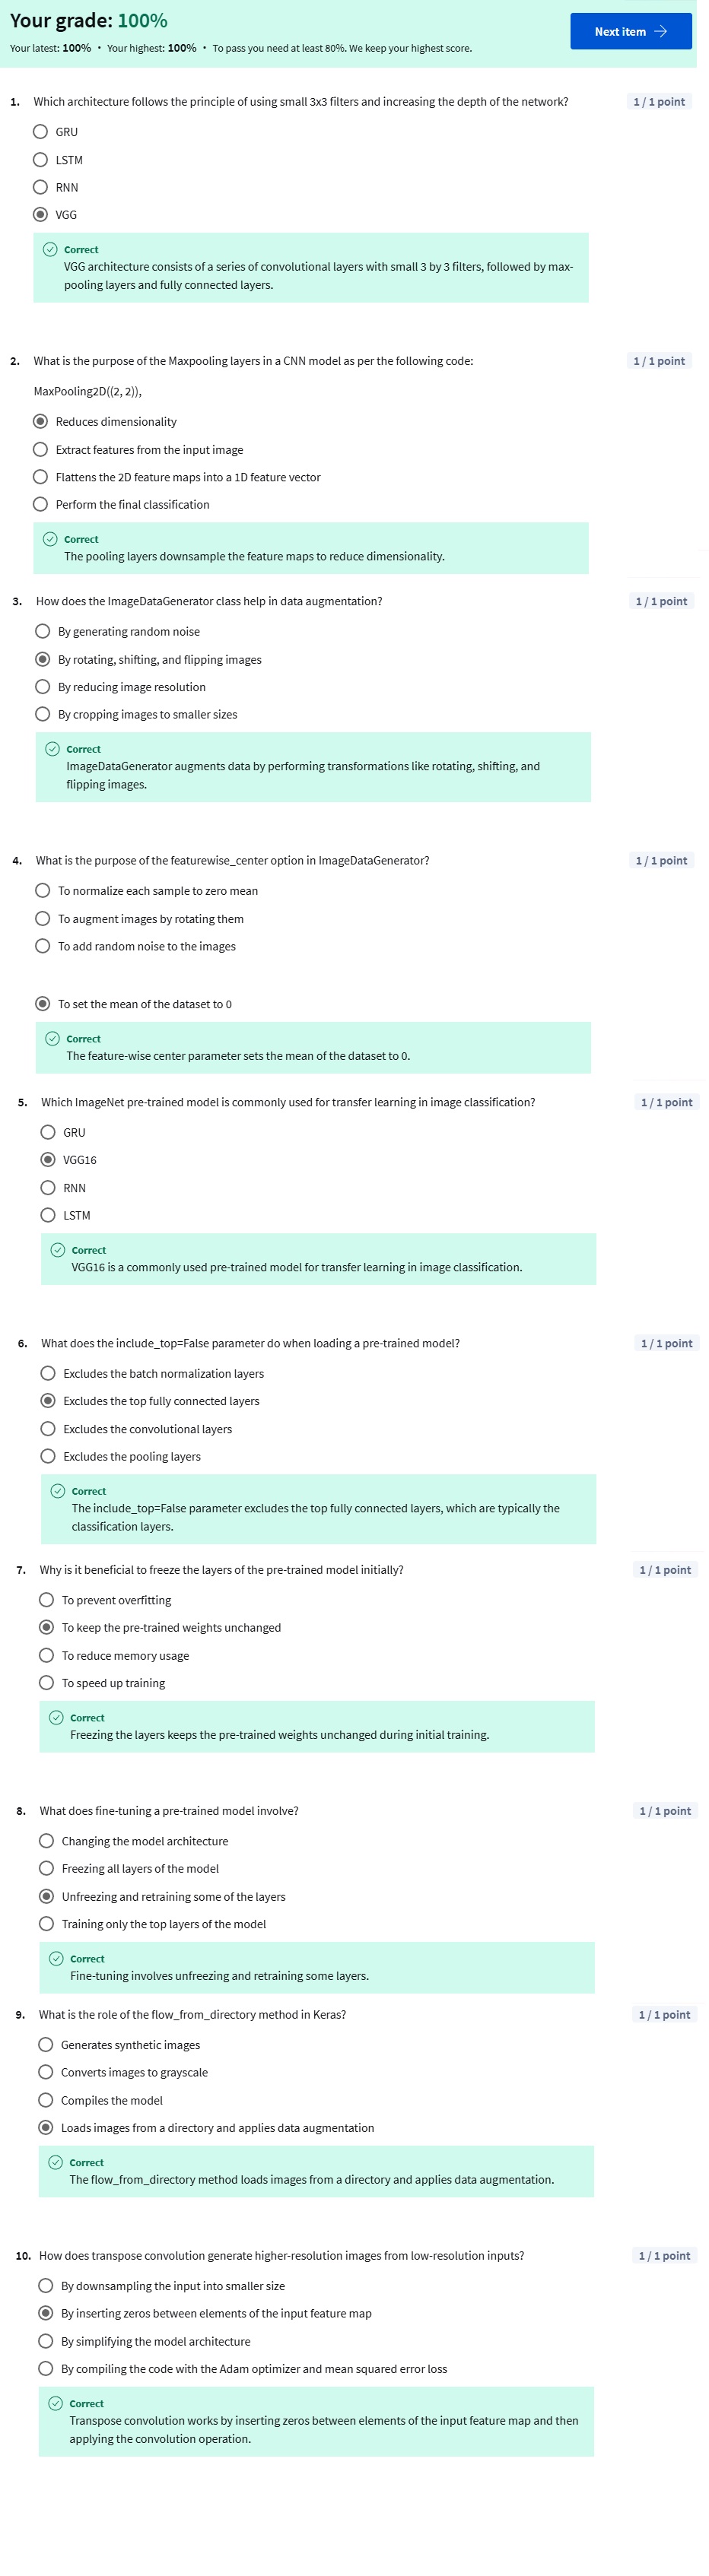 Your grade: 100%
Your latest: 100% • Your highest: 100% • To pass you need at least 80%. We keep your highest score.
Next item →
1. Which architecture follows the principle of using small 3x3 filters and increasing the depth of the network?
1 / 1 point
GRU
LSTM
RNN
VGG
Correct
VGG architecture consists of a series of convolutional layers with small 3 by 3 filters, followed by max-
pooling layers and fully connected layers.
2. What is the purpose of the Maxpooling layers in a CNN model as per the following code:
1 / 1 point
MaxPooling2D((2, 2)),
Reduces dimensionality
Extract features from the input image
Flattens the 2D feature maps into a 1D feature vector
Perform the final classification
Correct
The pooling layers downsample the feature maps to reduce dimensionality.
3. How does the ImageDataGenerator class help in data augmentation?
1 / 1 point
By generating random noise
By rotating, shifting, and flipping images
By reducing image resolution
By cropping images to smaller sizes
Correct
ImageDataGenerator augments data by performing transformations like rotating, shifting, and
flipping images.
4. What is the purpose of the featurewise_center option in ImageDataGenerator?
1 / 1 point
To normalize each sample to zero mean
To augment images by rotating them
To add random noise to the images
To set the mean of the dataset to 0
Correct
The feature-wise center parameter sets the mean of the dataset to 0.
5. Which ImageNet pre-trained model is commonly used for transfer learning in image classification?
1 / 1 point
GRU
VGG16
RNN
LSTM
Correct
VGG16 is a commonly used pre-trained model for transfer learning in image classification.
6. What does the include_top=False parameter do when loading a pre-trained model?
1 / 1 point
Excludes the batch normalization layers
Excludes the top fully connected layers
Excludes the convolutional layers
Excludes the pooling layers
Correct
The include_top=False parameter excludes the top fully connected layers, which are typically the
classification layers.
7. Why is it beneficial to freeze the layers of the pre-trained model initially?
1 / 1 point
To prevent overfitting
To keep the pre-trained weights unchanged
To reduce memory usage
To speed up training
Correct
Freezing the layers keeps the pre-trained weights unchanged during initial training.
8. What does fine-tuning a pre-trained model involve?
1 / 1 point
Changing the model architecture
Freezing all layers of the model
Unfreezing and retraining some of the layers
Training only the top layers of the model
Correct
Fine-tuning involves unfreezing and retraining some layers.
9. What is the role of the flow_from_directory method in Keras?
1 / 1 point
Generates synthetic images
Converts images to grayscale
Compiles the model
Loads images from a directory and applies data augmentation
Correct
The flow_from_directory method loads images from a directory and applies data augmentation.
10. How does transpose convolution generate higher-resolution images from low-resolution inputs?
1 / 1 point
By downsampling the input into smaller size
By inserting zeros between elements of the input feature map
By simplifying the model architecture
By compiling the code with the Adam optimizer and mean squared error loss
Correct
Transpose convolution works by inserting zeros between elements of the input feature map and then
applying the convolution operation.